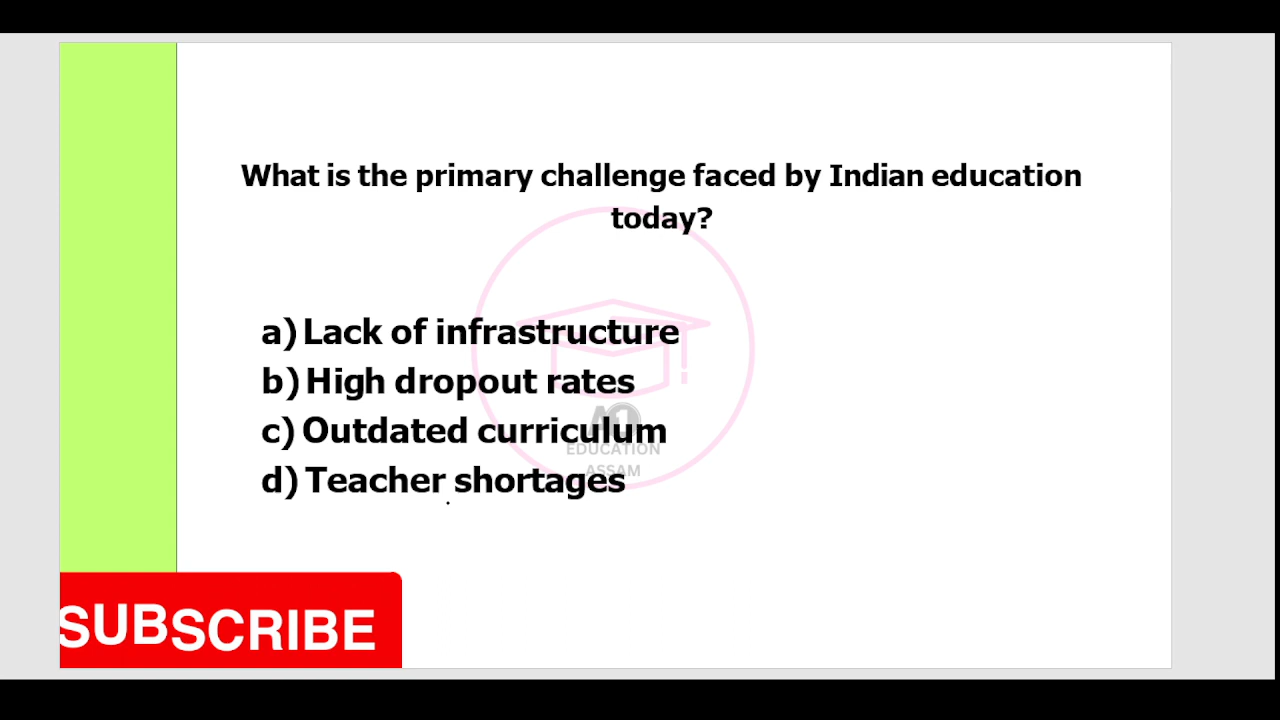 What is the primary challenge faced by Indian education
today?
a) Lack of infrastructure
b) High dropout rates
c) Outdated curriculum
d) Teacher shortages
A1
EDUCATION
ASSAM
SUBSCRIBE